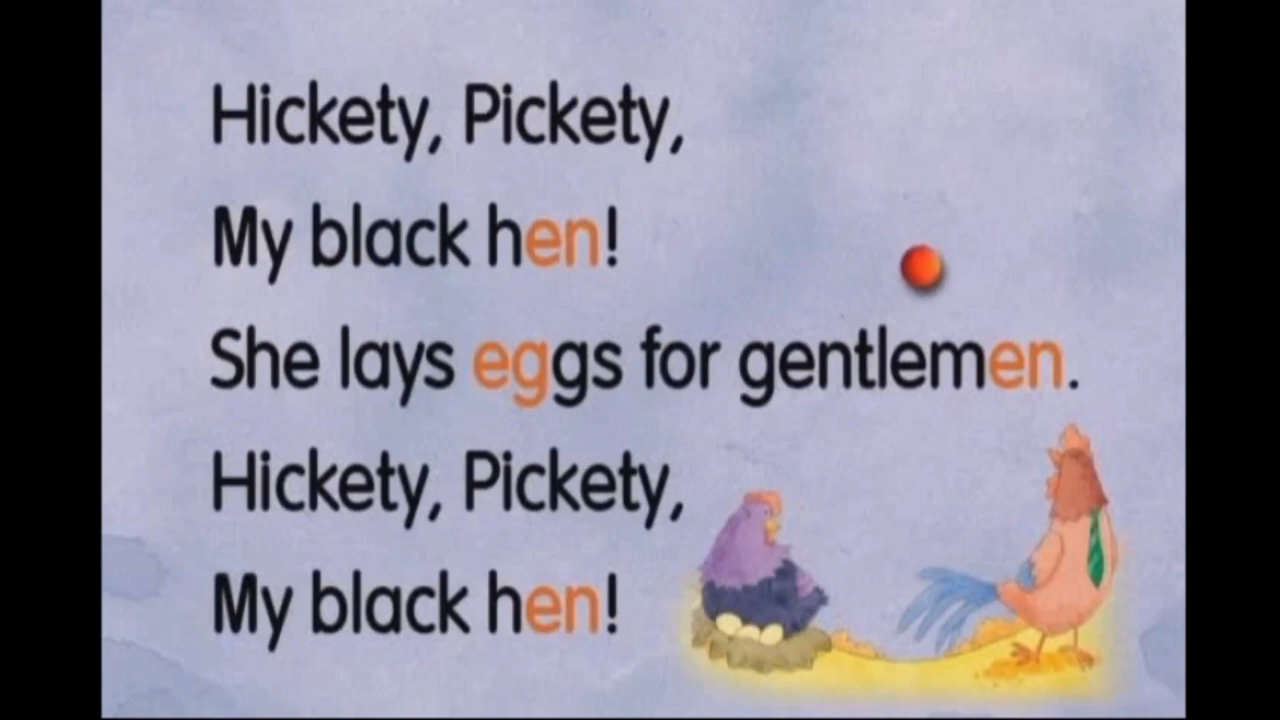 Hickety, Pickety,
My black hen!
She lays eggs for gentlemen.
Hickety, Pickety,
My black hen!